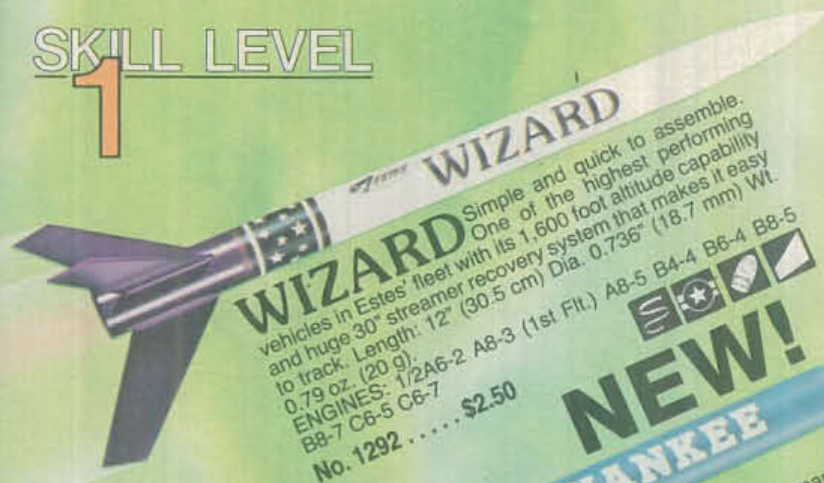 SKILL LEVEL
1
ESTES
WIZARD
WIZARD Simple and quick to assemble.
One of the highest performing
vehicles in Estes' fleet with its 1,600 foot altitude capability
and huge 30" streamer recovery system that makes it easy
to track. Length: 12" (30.5 cm) Dia. 0.736" (18.7 mm) Wt.
0.79 oz. (20 g).
ENGINES: 1/2A6-2 A8-3 (1st Flt.) A8-5 B4-4 B6-4 B8-5
B8-7 C6-5 C6-7
No. 1292 ..... $2.50
NEW!
YANKEE